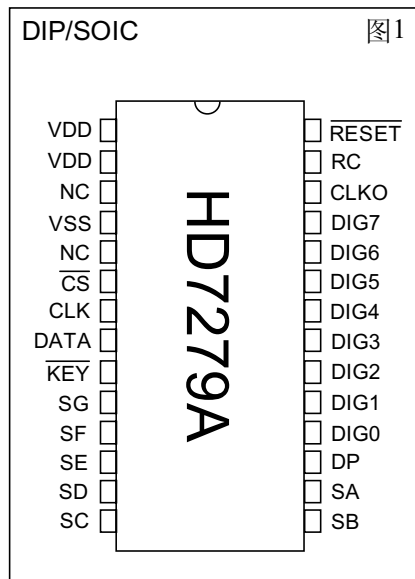 DIP/SOIC 图1
VDD
VDD
NC
VSS
NC
CS
CLK
DATA
KEY
SG
SF
SE
SD
SC
HD7279A
RESET
RC
CLKO
DIG7
DIG6
DIG5
DIG4
DIG3
DIG2
DIG1
DIG0
DP
SA
SB